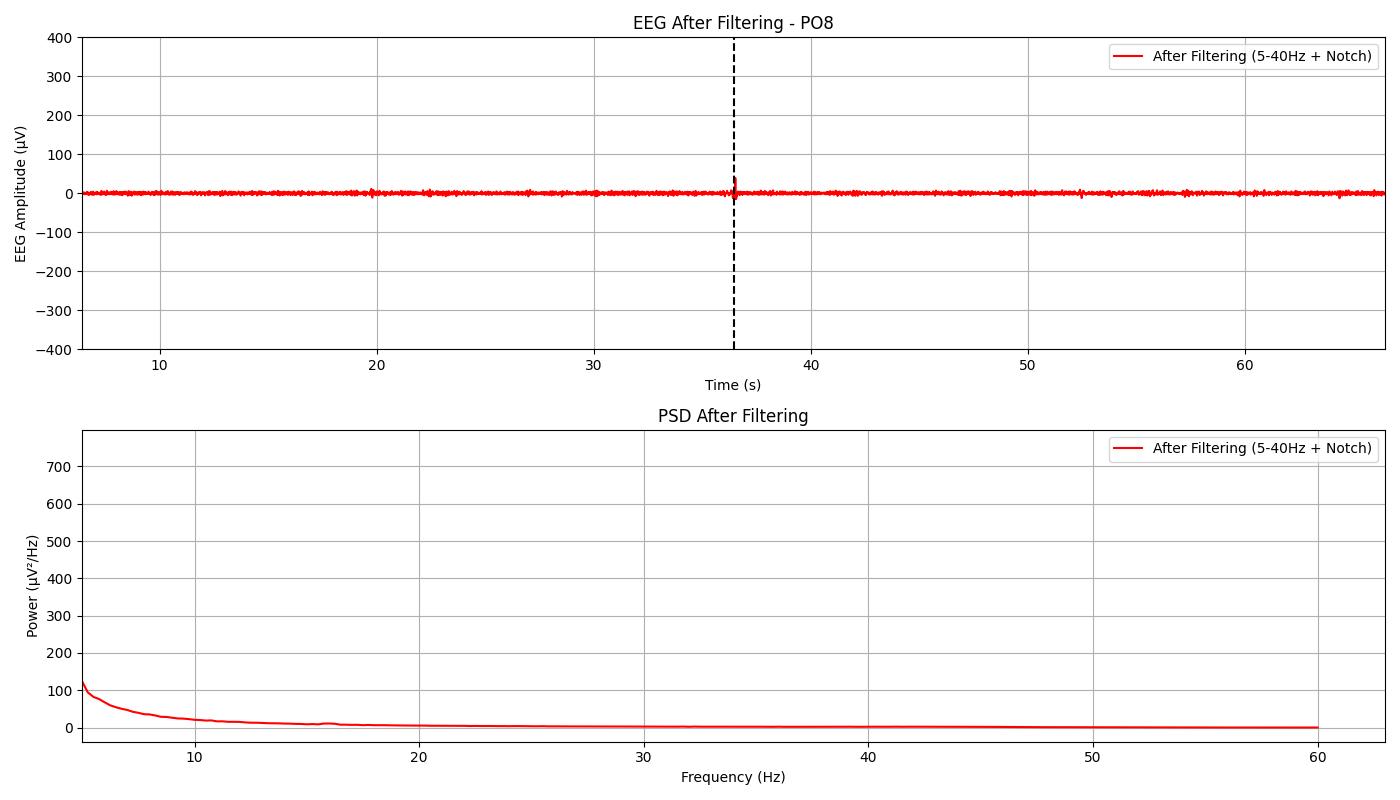 EEG After Filtering - PO8
After Filtering (5-40Hz + Notch)
EEG Amplitude (µV)
400
300
200
100
0
−100
−200
−300
−400
10 20 30 40 50 60
Time (s)
PSD After Filtering
After Filtering (5-40Hz + Notch)
Power (µV²/Hz)
700
600
500
400
300
200
100
0
10 20 30 40 50 60
Frequency (Hz)